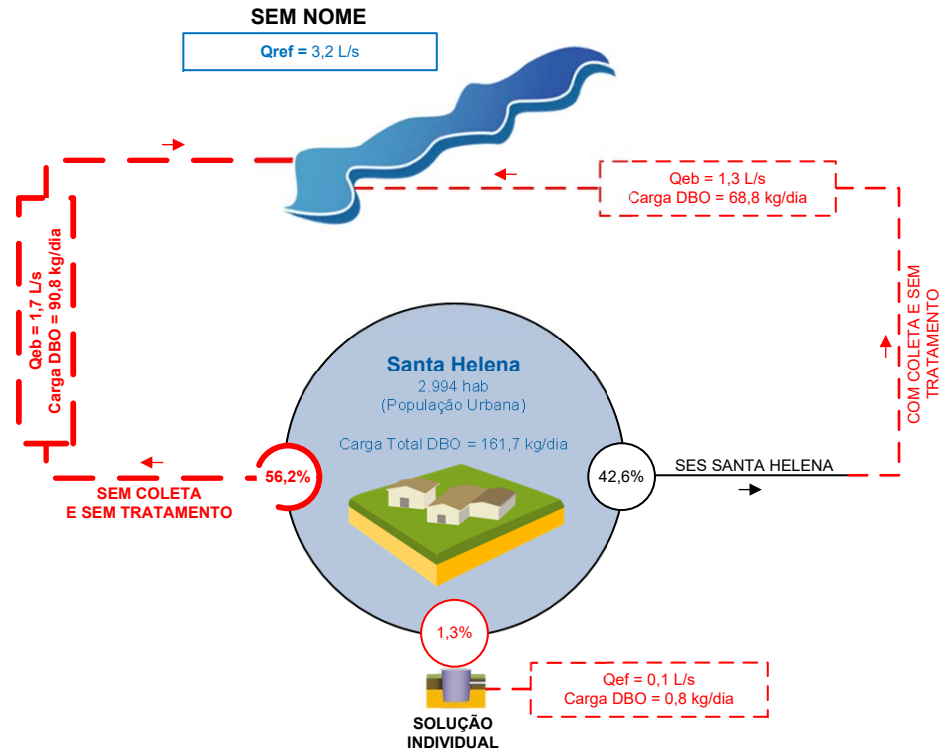 SEM NOME
Qref = 3,2 L/s
Qeb = 1,3 L/s
Carga DBO = 68,8 kg/dia
Qeb = 1,7 L/s
Carga DBO = 90,8 kg/dia
COM COLETA E SEM
TRATAMENTO
Santa Helena
2.994 hab
(População Urbana)
Carga Total DBO = 161,7 kg/dia
56,2%
42,6%
SES SANTA HELENA
SEM COLETA
E SEM TRATAMENTO
1,3%
Qef = 0,1 L/s
Carga DBO = 0,8 kg/dia
SOLUÇÃO
INDIVIDUAL